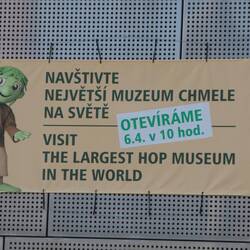 NAVŠTIVTE
NEJVĚTŠÍ MUZEUM CHMELE
NA SVĚTĚ
OTEVÍRÁME
6.4. v 10 hod.
VISIT
THE LARGEST HOP MUSEUM
IN THE WORLD